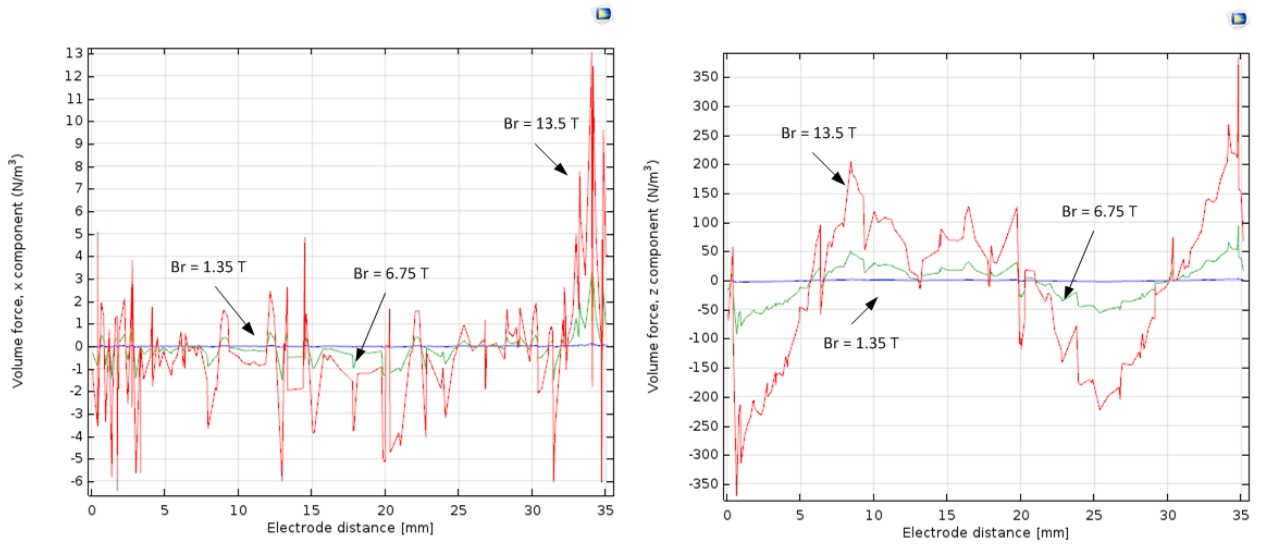 13
12
11
10
9
8
7
6
5
4
3
2
1
0
-1
-2
-3
-4
-5
-6
Volume force, x component (N/m³)
Br = 13.5 T
Br = 1.35 T
Br = 6.75 T
0 5 10 15 20 25 30 35
Electrode distance [mm]
350
300
250
200
150
100
50
0
-50
-100
-150
-200
-250
-300
-350
Volume force, z component (N/m³)
Br = 13.5 T
Br = 6.75 T
Br = 1.35 T
0 5 10 15 20 25 30 35
Electrode distance [mm]